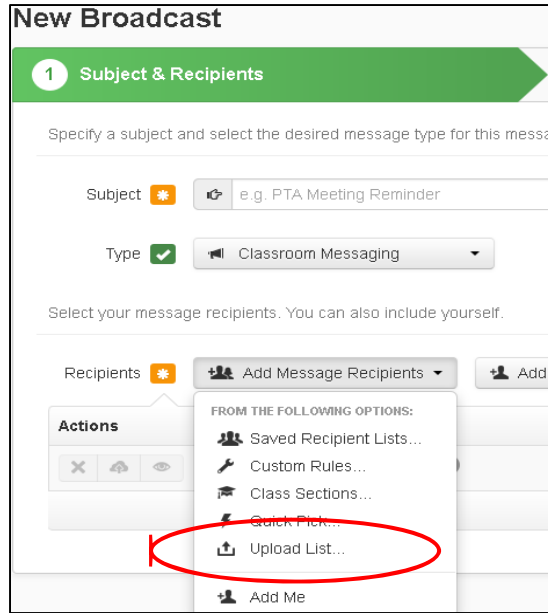 New Broadcast
1 Subject & Recipients
Specify a subject and select the desired message type for this messa
Subject e.g. PTA Meeting Reminder
Type Classroom Messaging
Select your message recipients. You can also include yourself.
Recipients Add Message Recipients Add
FROM THE FOLLOWING OPTIONS:
Actions
Saved Recipient Lists...
Custom Rules...
Class Sections...
Quick Pick...
Upload List...
Add Me